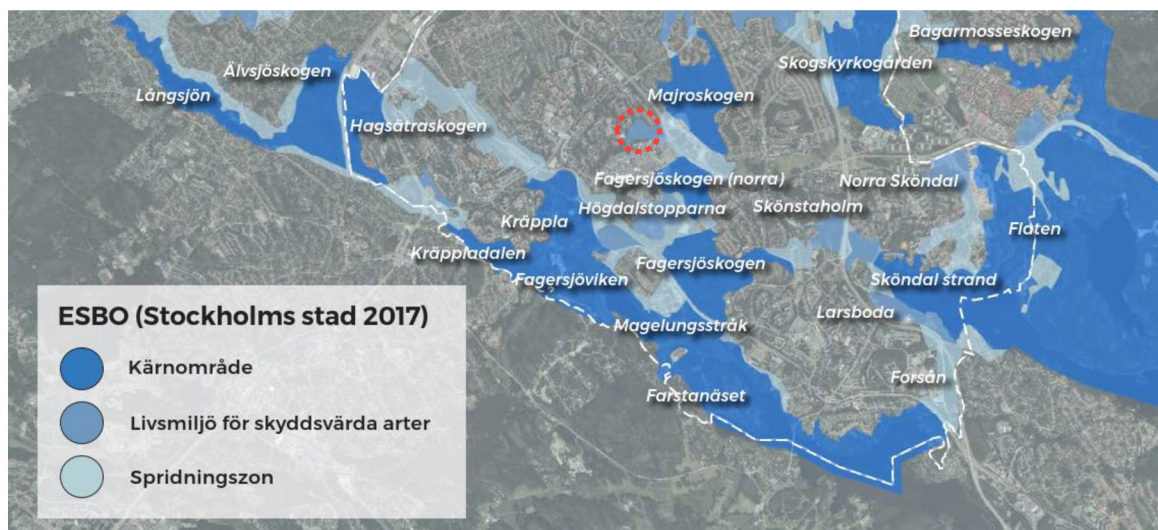 Bagarmosseskogen
Skogskyrkogården
Älvsjöskogen
Långsjön
Majroskogen
Hagsätraskogen
Fagersjöskogen (norra)
Norra Sköndal
Högdalstopparna
Skönstaholm
Kräppla
Flaten
Kräppladalen
Fagersjöskogen
Fagersjöviken
Sköndal strand
Larsboda
Magelungsstråk
Forsån
Farstanäset
ESBO (Stockholms stad 2017)
Kärnområde
Livsmiljö för skyddsvärda arter
Spridningszon